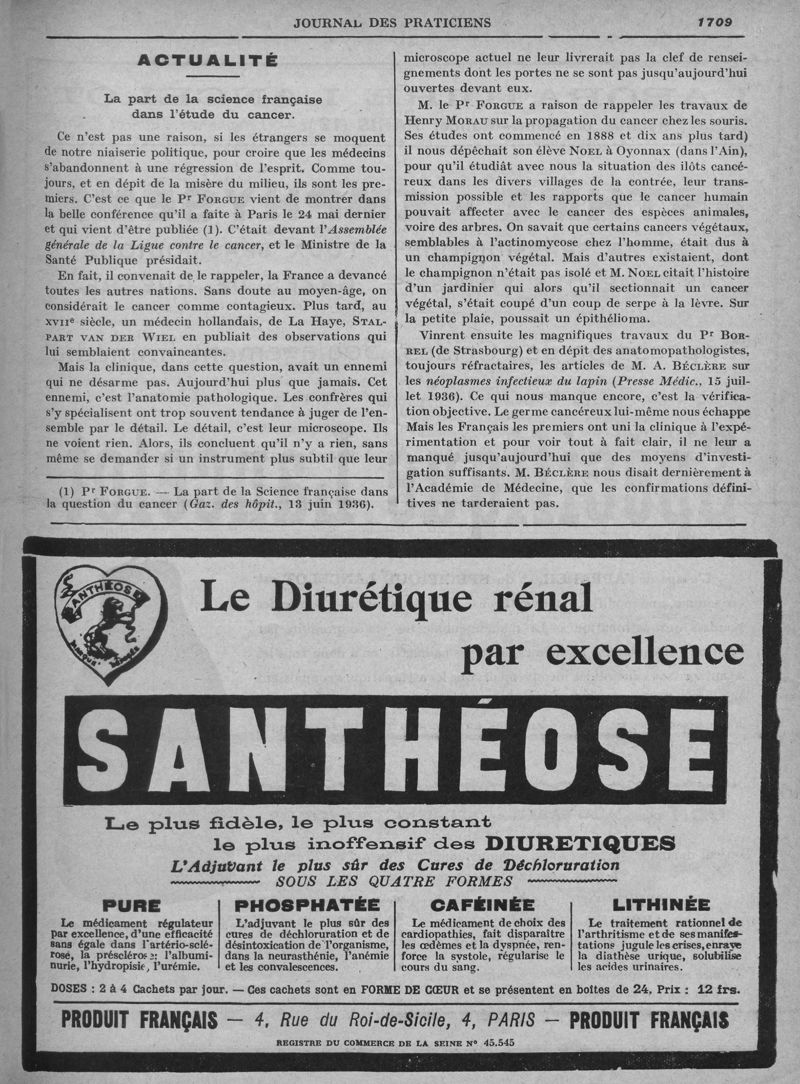 JOURNAL DES PRATICIENS 1709
ACTUALITÉ
La part de la science française
dans l'étude du cancer.
Ce n'est pas une raison, si les étrangers se moquent
de notre niaiserie politique, pour croire que les médecins
s'abandonnent à une régression de l'esprit. Comme tou-
jours, et en dépit de la misère du milieu, ils sont les pre-
miers. C'est ce que le Pr FORGUE vient de montrer dans
la belle conférence qu'il a faite à Paris le 24 mai dernier
et qui vient d'être publiée (1). C'était devant l'Assemblée
générale de la Ligue contre le cancer, et le Ministre de la
Santé Publique présidait.
En fait, il convenait de le rappeler, la France a devancé
toutes les autres nations. Sans doute au moyen-âge, on
considérait le cancer comme contagieux. Plus tard, au
XVIIe siècle, un médecin hollandais, de La Haye, STAL-
PART VAN DER WIEL en publiait des observations qui
lui semblaient convaincantes.
Mais la clinique, dans cette question, avait un ennemi
qui ne désarme pas. Aujourd'hui plus que jamais. Cet
ennemi, c'est l'anatomie pathologique. Les confrères qui
s'y spécialisent ont trop souvent tendance à juger de l'en-
semble par le détail. Le détail, c'est leur microscope. Ils
ne voient rien. Alors, ils concluent qu'il n'y a rien, sans
même se demander si un instrument plus subtil que leur
(1) Pr FORGUE. — La part de la Science française dans
la question du cancer (Gaz. des hôpit., 13 juin 1936).
microscope actuel ne leur livrerait pas la clef de rensei-
gnements dont les portes ne se sont pas jusqu'aujourd'hui
ouvertes devant eux.
M. le Pr FORGUE a raison de rappeler les travaux de
Henry MORAU sur la propagation du cancer chez les souris.
Ses études ont commencé en 1888 et dix ans plus tard)
il nous dépêchait son élève NOEL à Oyonnax (dans l'Ain),
pour qu'il étudiât avec nous la situation des ilôts cancé-
reux dans les divers villages de la contrée, leur trans-
mission possible et les rapports que le cancer humain
pouvait affecter avec le cancer des espèces animales,
voire des arbres. On savait que certains cancers végétaux,
semblables à l'actinomycose chez l'homme, était dus à
un champignon végétal. Mais d'autres existaient, dont
le champignon n'était pas isolé et M. NOEL citait l'histoire
d'un jardinier qui alors qu'il sectionnait un cancer
végétal, s'était coupé d'un coup de serpe à la lèvre. Sur
la petite plaie, poussait un épithélioma.
Vinrent ensuite les magnifiques travaux du Pr BOR-
REL (de Strasbourg) et en dépit des anatomopathologistes,
toujours réfractaires, les articles de M. A. BÉCLÈRE sur
les néoplasmes infectieux du lapin (Presse Médic., 15 juil-
let 1936). Ce qui nous manque encore, c'est la vérifica-
tion objective. Le germe cancéreux lui-même nous échappe
Mais les Français les premiers ont uni la clinique à l'expé-
rimentation et pour voir tout à fait clair, il ne leur a
manqué jusqu'aujourd'hui que des moyens d'investi-
gation suffisants. M. BÉCLÈRE nous disait dernièrement à
l'Académie de Médecine, que les confirmations défini-
tives ne tarderaient pas.
SANTHÉOSE
MARQUE DÉPOSÉE
Le Diurétique rénal
par excellence
SANTHÉOSE
Le plus fidèle, le plus constant
le plus inoffensif des DIURETIQUES
L'Adjuvant le plus sûr des Cures de Déchloruration
SOUS LES QUATRE FORMES
PURE
Le médicament régulateur
par excellence, d'une efficacité
sans égale dans l'artério-sclé-
rose, la présclérose, l'albumi-
nurie, l'hydropisie, l'urémie.
PHOSPHATÉE
L'adjuvant le plus sûr des
cures de déchloruration et de
désintoxication de l'organisme,
dans la neurasthénie, l'anémie
et les convalescences.
CAFÉINÉE
Le médicament de choix des
cardiopathies, fait disparaître
les œdèmes et la dyspnée, ren-
force la systole, régularise le
cours du sang.
LITHINÉE
Le traitement rationnel de
l'arthritisme et de ses manifes-
tations jugule les crises, enraye
la diathèse urique, solubilise
les acides urinaires.
DOSES : 2 à 4 Cachets par jour. — Ces cachets sont en FORME DE CŒUR et se présentent en boîtes de 24. Prix : 12 frs.
PRODUIT FRANÇAIS — 4, Rue du Roi-de-Sicile, 4, PARIS — PRODUIT FRANÇAIS
REGISTRE DU COMMERCE DE LA SEINE Nº 45.545